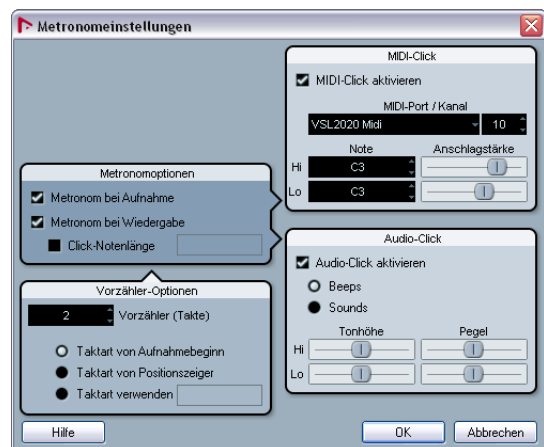 Metronomeinstellungen
MIDI-Click
MIDI-Click aktivieren
MIDI-Port / Kanal
VSL2020 Midi 10
Note Anschlagstärke
Hi C3
Lo C3
Metronomoptionen
Metronom bei Aufnahme
Metronom bei Wiedergabe
Click-Notenlänge
Audio-Click
Audio-Click aktivieren
Beeps
Sounds
Tonhöhe Pegel
Hi
Lo
Vorzähler-Optionen
2 Vorzähler (Takte)
Taktart von Aufnahmebeginn
Taktart von Positionszeiger
Taktart verwenden
Hilfe OK Abbrechen